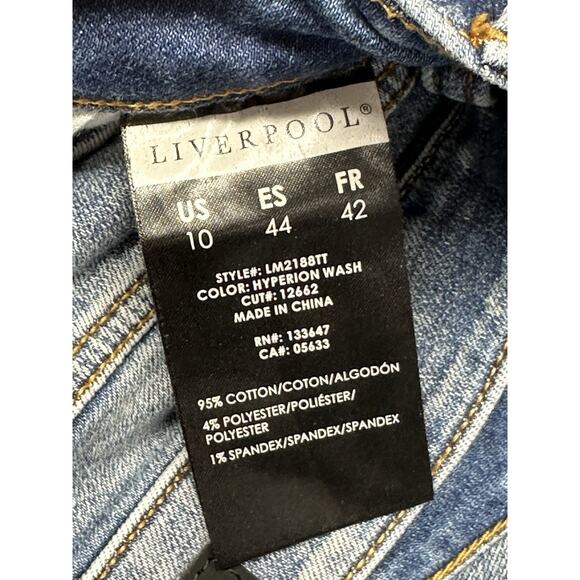 LIVERPOOL®
US ES FR
10 44 42
STYLE#: LM2188TT
COLOR: HYPERION WASH
CUT#: 12662
MADE IN CHINA
RN#: 133647
CA#: 05633
95% COTTON/COTON/ALGODÓN
4% POLYESTER/POLIÉSTER/
POLYESTER
1% SPANDEX/SPANDEX/SPANDEX